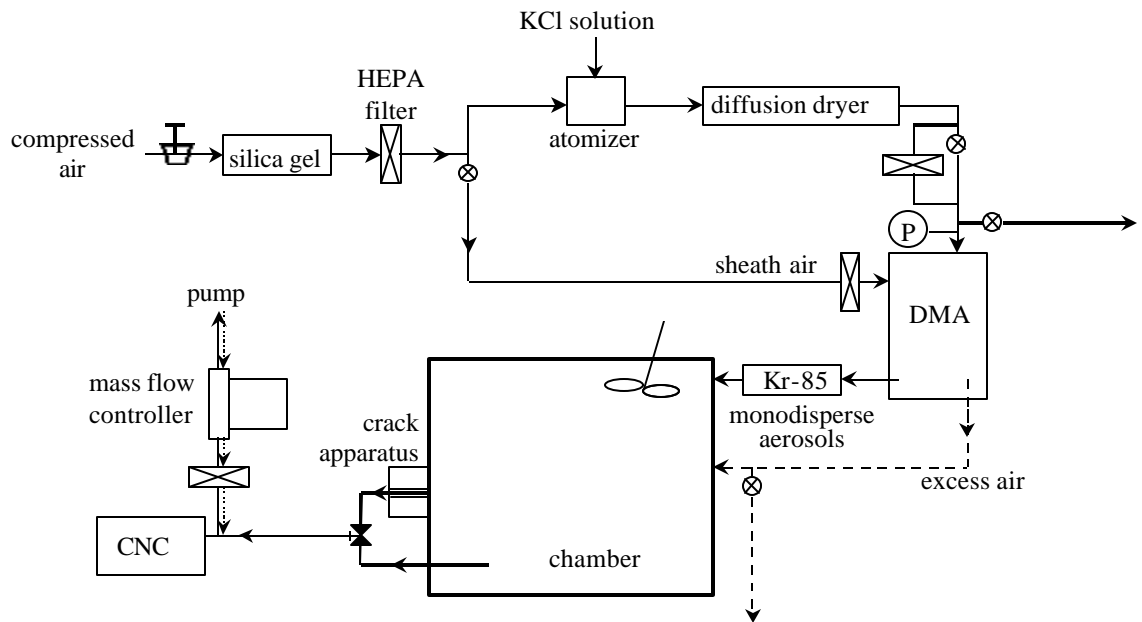 KCl solution
HEPA
filter
compressed
air
silica gel
atomizer
diffusion dryer
P
sheath air
DMA
pump
mass flow
controller
Kr-85
monodisperse
aerosols
crack
apparatus
excess air
CNC
chamber